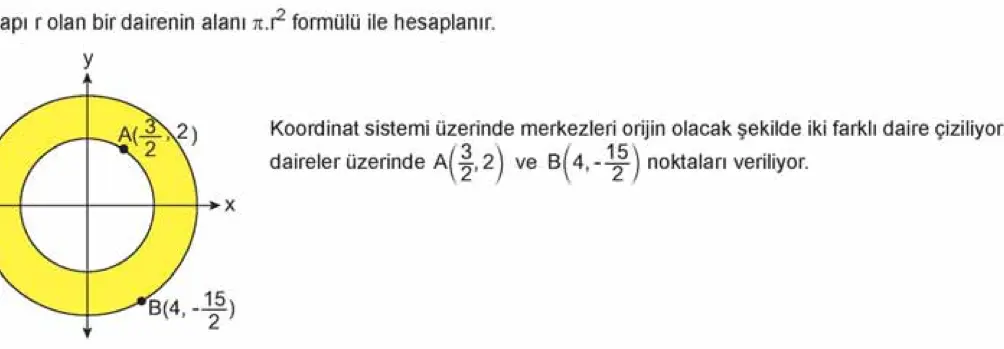 apı r olan bir dairenin alanı π.r² formülü ile hesaplanır.
y
A(3/2, 2)
Koordinat sistemi üzerinde merkezleri orijin olacak şekilde iki farklı daire çiziliyor
daireler üzerinde A(3/2, 2) ve B(4, -15/2) noktaları veriliyor.
x
B(4, -15/2)